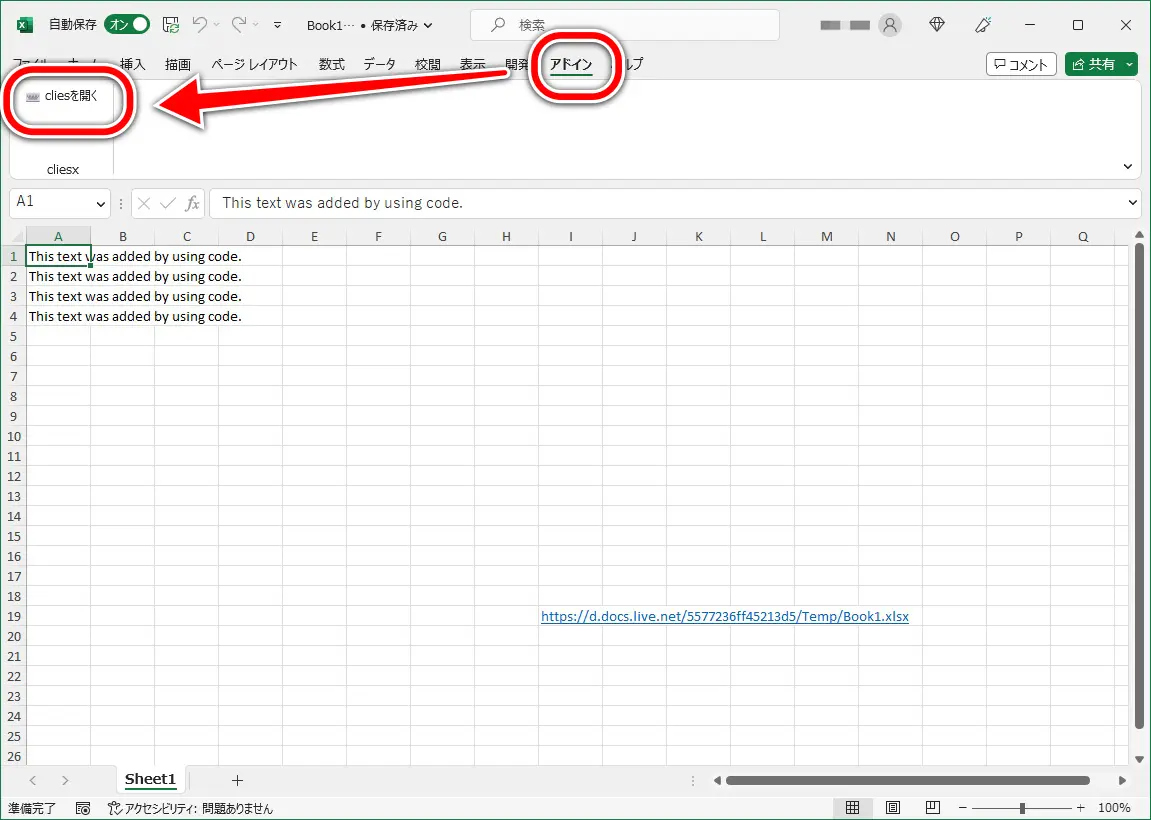 自動保存 オン Book1… • 保存済み 検索
ファイル ホーム 挿入 描画 ページ レイアウト 数式 データ 校閲 表示 開発 アドイン ヘルプ コメント 共有
cliesを開く
cliesx
A1 fx This text was added by using code.
A B C D E F G H I J K L M N O P Q
1 This text was added by using code.
2 This text was added by using code.
3 This text was added by using code.
4 This text was added by using code.
5
6
7
8
9
10
11
12
13
14
15
16
17
18
19 https://d.docs.live.net/5577236ff45213d5/Temp/Book1.xlsx
20
21
22
23
24
25
26
Sheet1
準備完了 アクセシビリティ: 問題ありません 100%